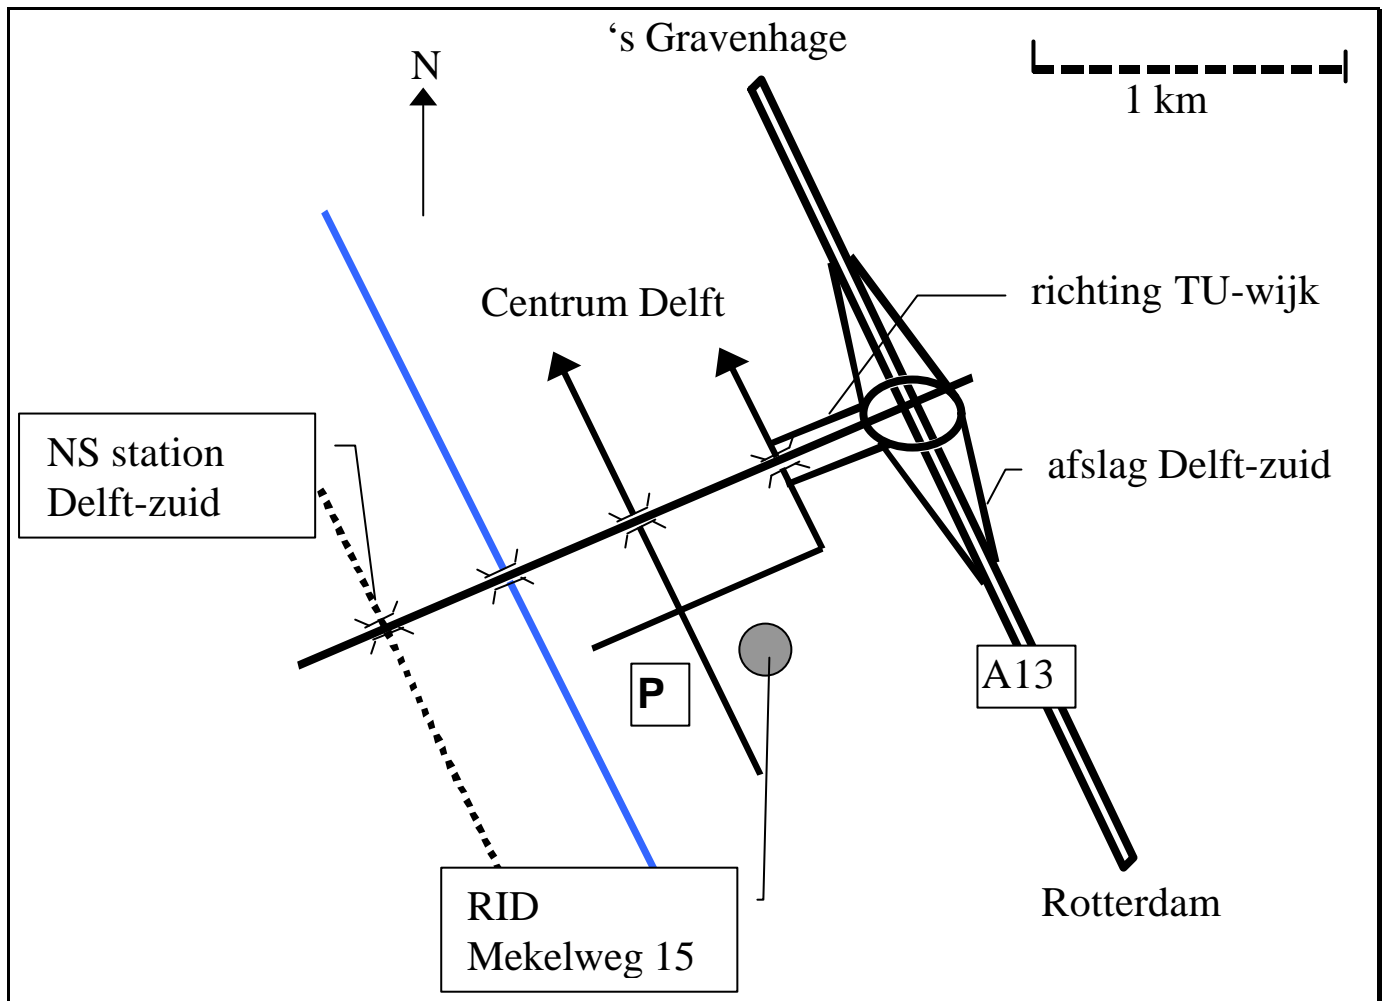 ‘s Gravenhage
N
1 km
Centrum Delft
richting TU-wijk
NS station
Delft-zuid
afslag Delft-zuid
P
A13
RID
Mekelweg 15
Rotterdam